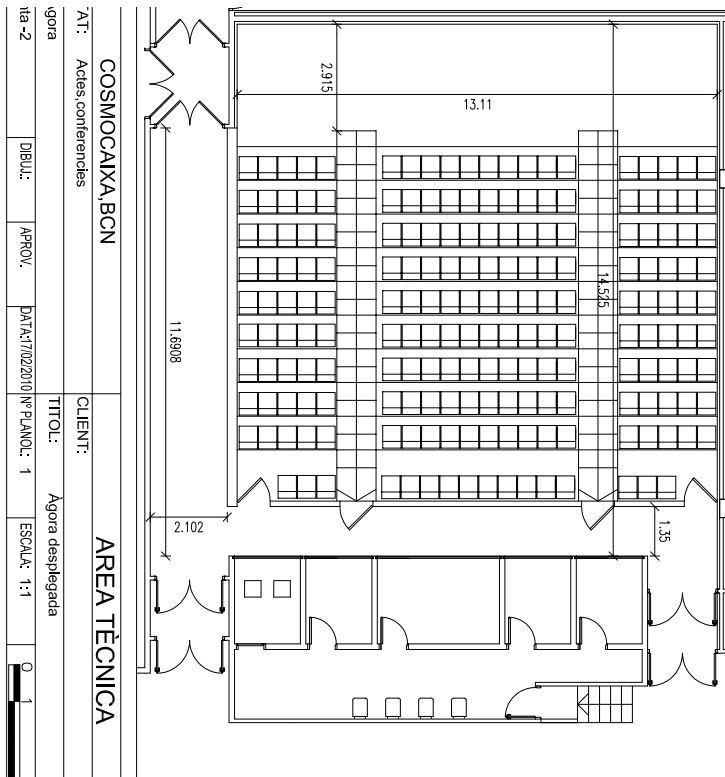 COSMOCAIXA,BCN
AREA TÈCNICA
AT:
Actes,conferencies
CLIENT:
gora
TITOL:
Àgora desplegada
ta -2
DIBUJ.:
APROV.
DATA:17/02/2010
Nº PLANOL: 1
ESCALA: 1:1
0 1
2.915
13.11
14.525
11.6908
2.102
1.35